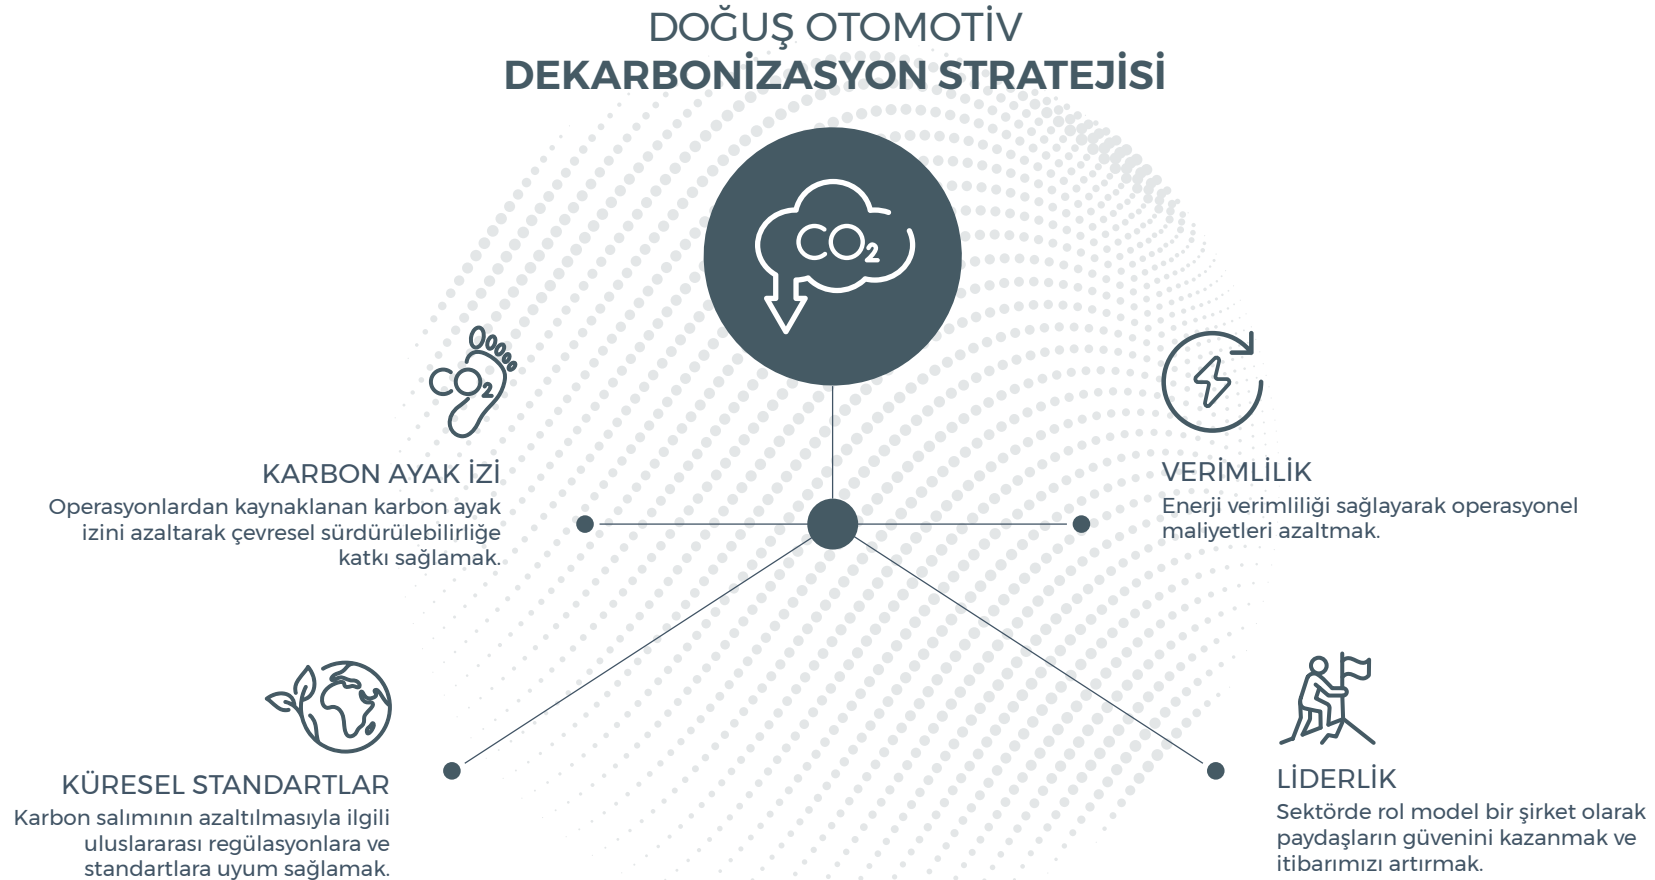 DOĞUŞ OTOMOTİV
DEKARBONİZASYON STRATEJİSİ
CO2
CO2
KARBON AYAK İZİ
Operasyonlardan kaynaklanan karbon ayak
izini azaltarak çevresel sürdürülebilirliğe
katkı sağlamak.
VERİMLİLİK
Enerji verimliliği sağlayarak operasyonel
maliyetleri azaltmak.
KÜRESEL STANDARTLAR
Karbon salımının azaltılmasıyla ilgili
uluslararası regülasyonlara ve
standartlara uyum sağlamak.
LİDERLİK
Sektörde rol model bir şirket olarak
paydaşların güvenini kazanmak ve
itibarımızı artırmak.